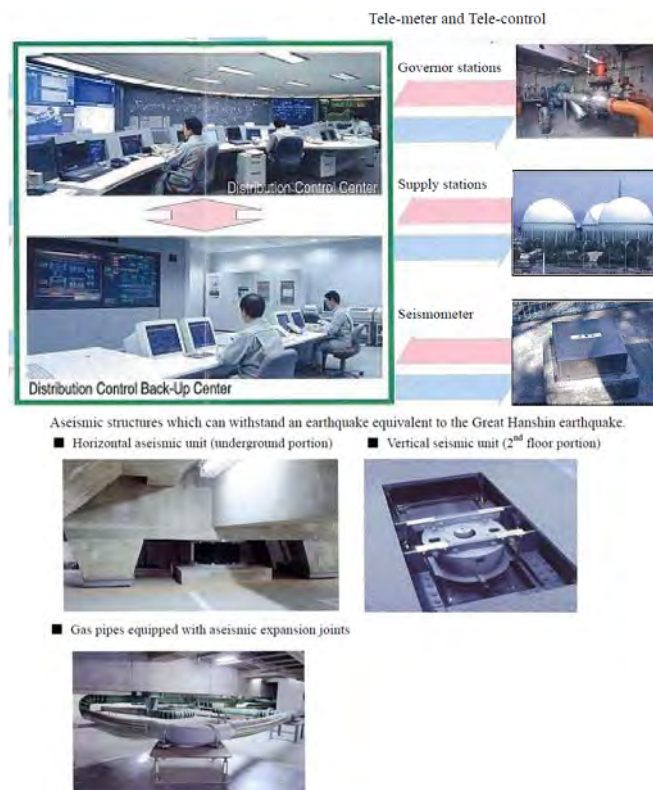 Tele-meter and Tele-control
Governor stations
Distribution Control Center
Supply stations
Seismometer
Distribution Control Back-Up Center
Aseismic structures which can withstand an earthquake equivalent to the Great Hanshin earthquake.
■ Horizontal aseismic unit (underground portion)
■ Vertical seismic unit (2nd floor portion)
■ Gas pipes equipped with aseismic expansion joints